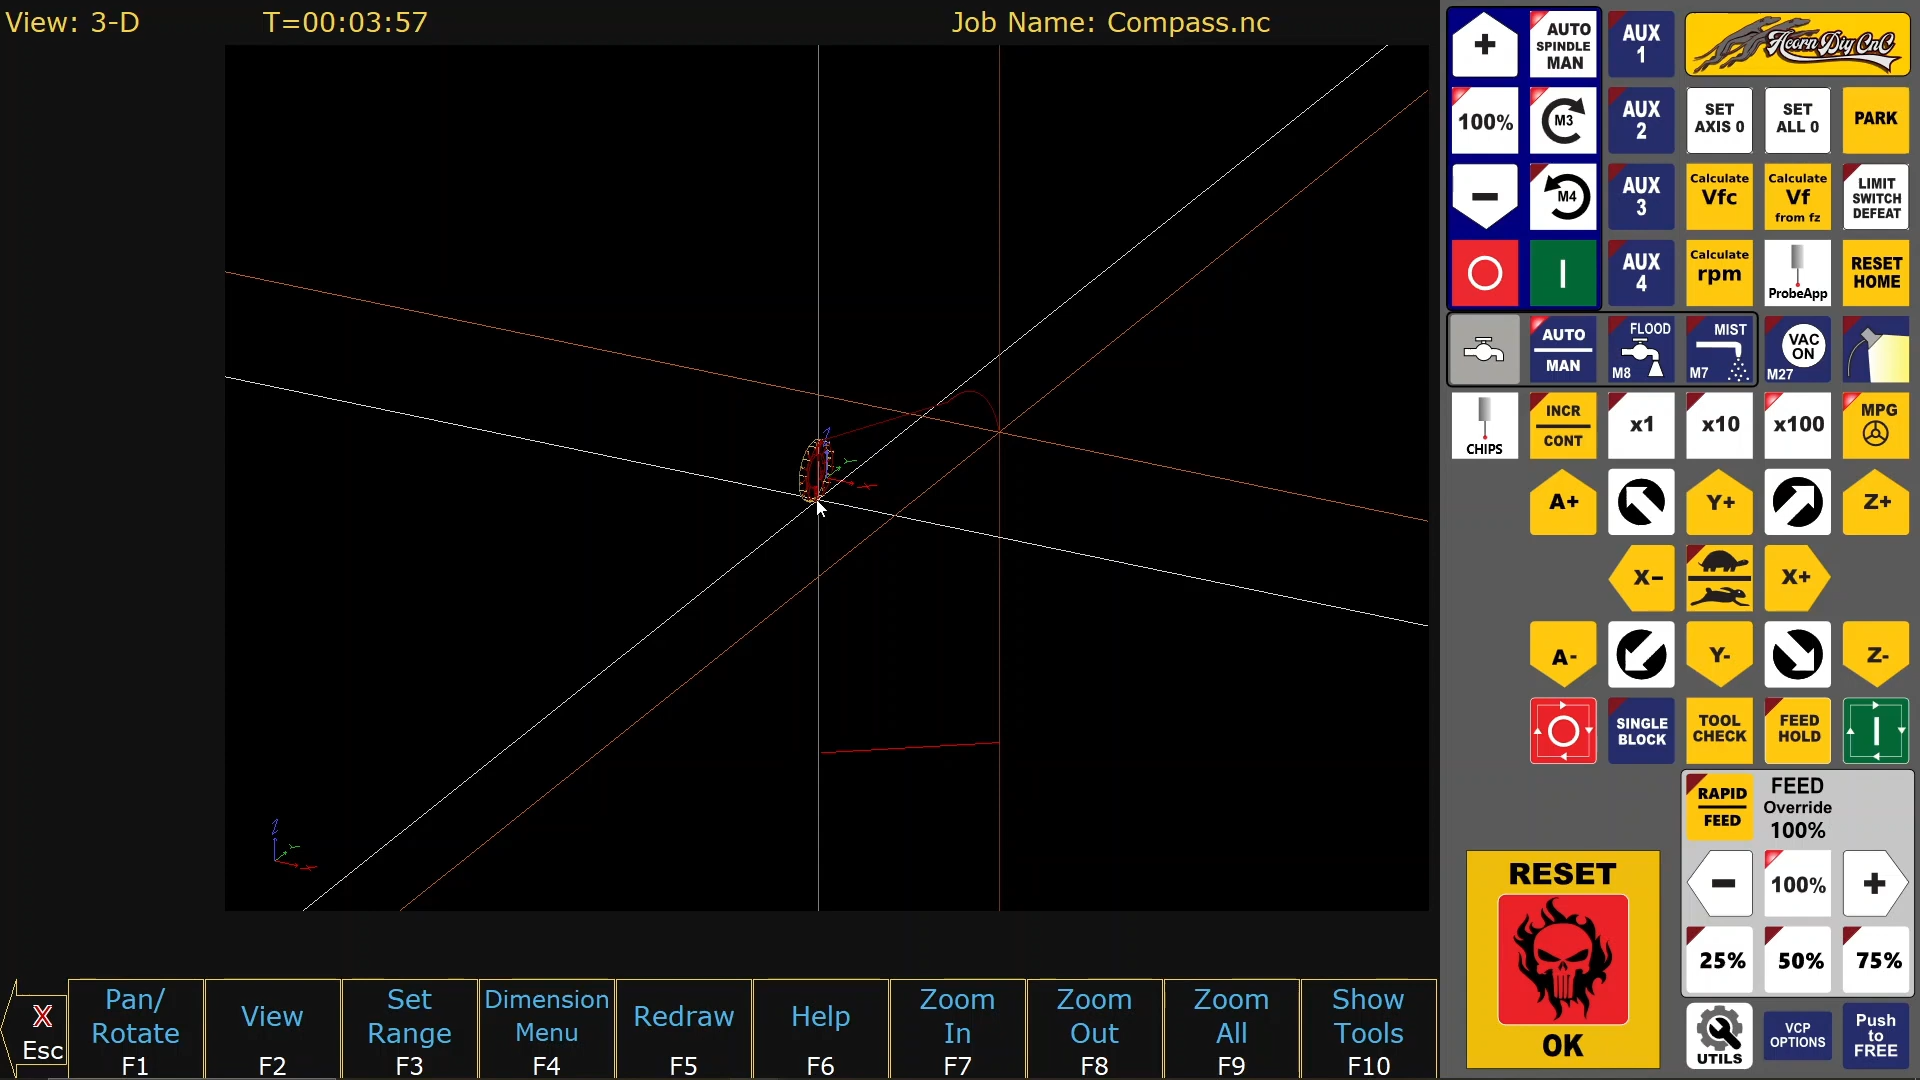 View: 3-D
T=00:03:57
Job Name: Compass.nc
Z
Y
X
Z
Y
X
X
Esc
Pan/
Rotate
F1
View
F2
Set
Range
F3
Dimension
Menu
F4
Redraw
F5
Help
F6
Zoom
In
F7
Zoom
Out
F8
Zoom
All
F9
Show
Tools
F10
+
AUTO
SPINDLE
MAN
AUX
1
Acorn Diy CnC
100%
M3
AUX
2
SET
AXIS 0
SET
ALL 0
PARK
−
M4
AUX
3
Calculate
Vfc
Calculate
Vf
from fz
LIMIT
SWITCH
DEFEAT
AUX
4
Calculate
rpm
ProbeApp
RESET
HOME
AUTO
MAN
FLOOD
M8
MIST
M7
VAC
ON
M27
CHIPS
INCR
CONT
x1
x10
x100
MPG
A+
Y+
Z+
X−
X+
A-
Y-
Z-
SINGLE
BLOCK
TOOL
CHECK
FEED
HOLD
RAPID
FEED
FEED
Override
100%
−
100%
+
25%
50%
75%
RESET
OK
UTILS
VCP
OPTIONS
Push
to
FREE